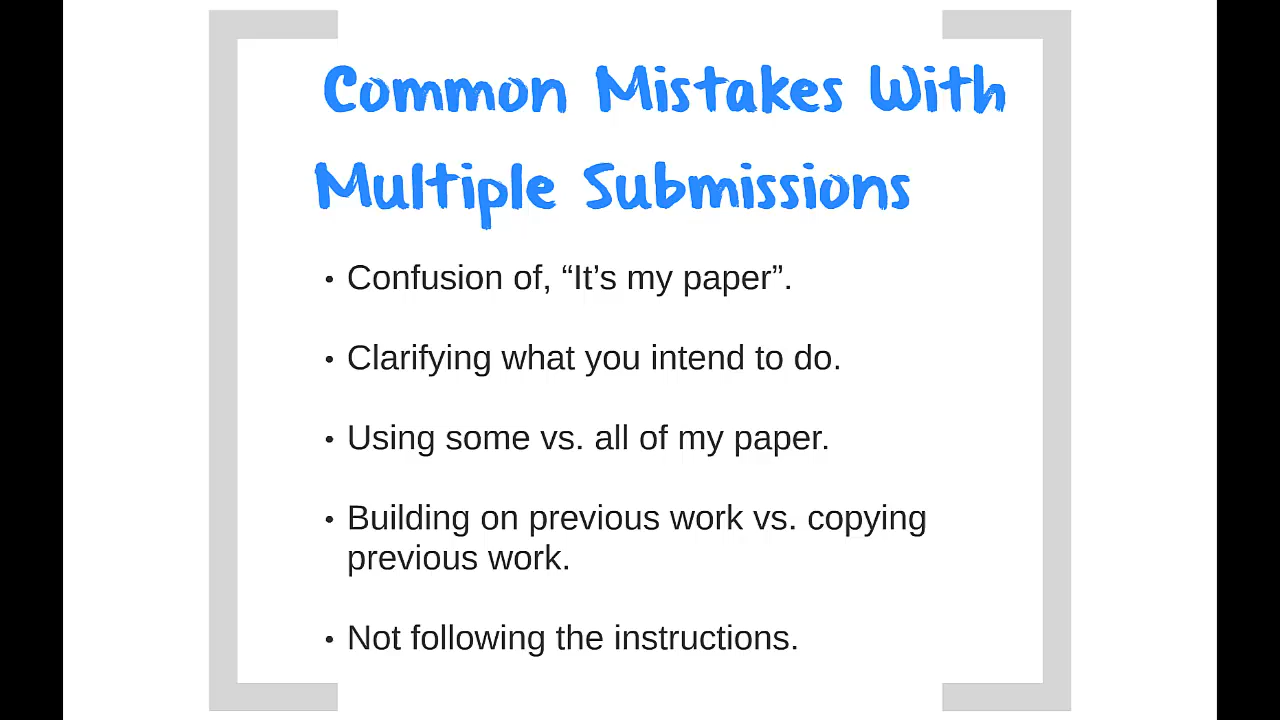 Common Mistakes With
Multiple Submissions
• Confusion of, “It’s my paper”.
• Clarifying what you intend to do.
• Using some vs. all of my paper.
• Building on previous work vs. copying
previous work.
• Not following the instructions.